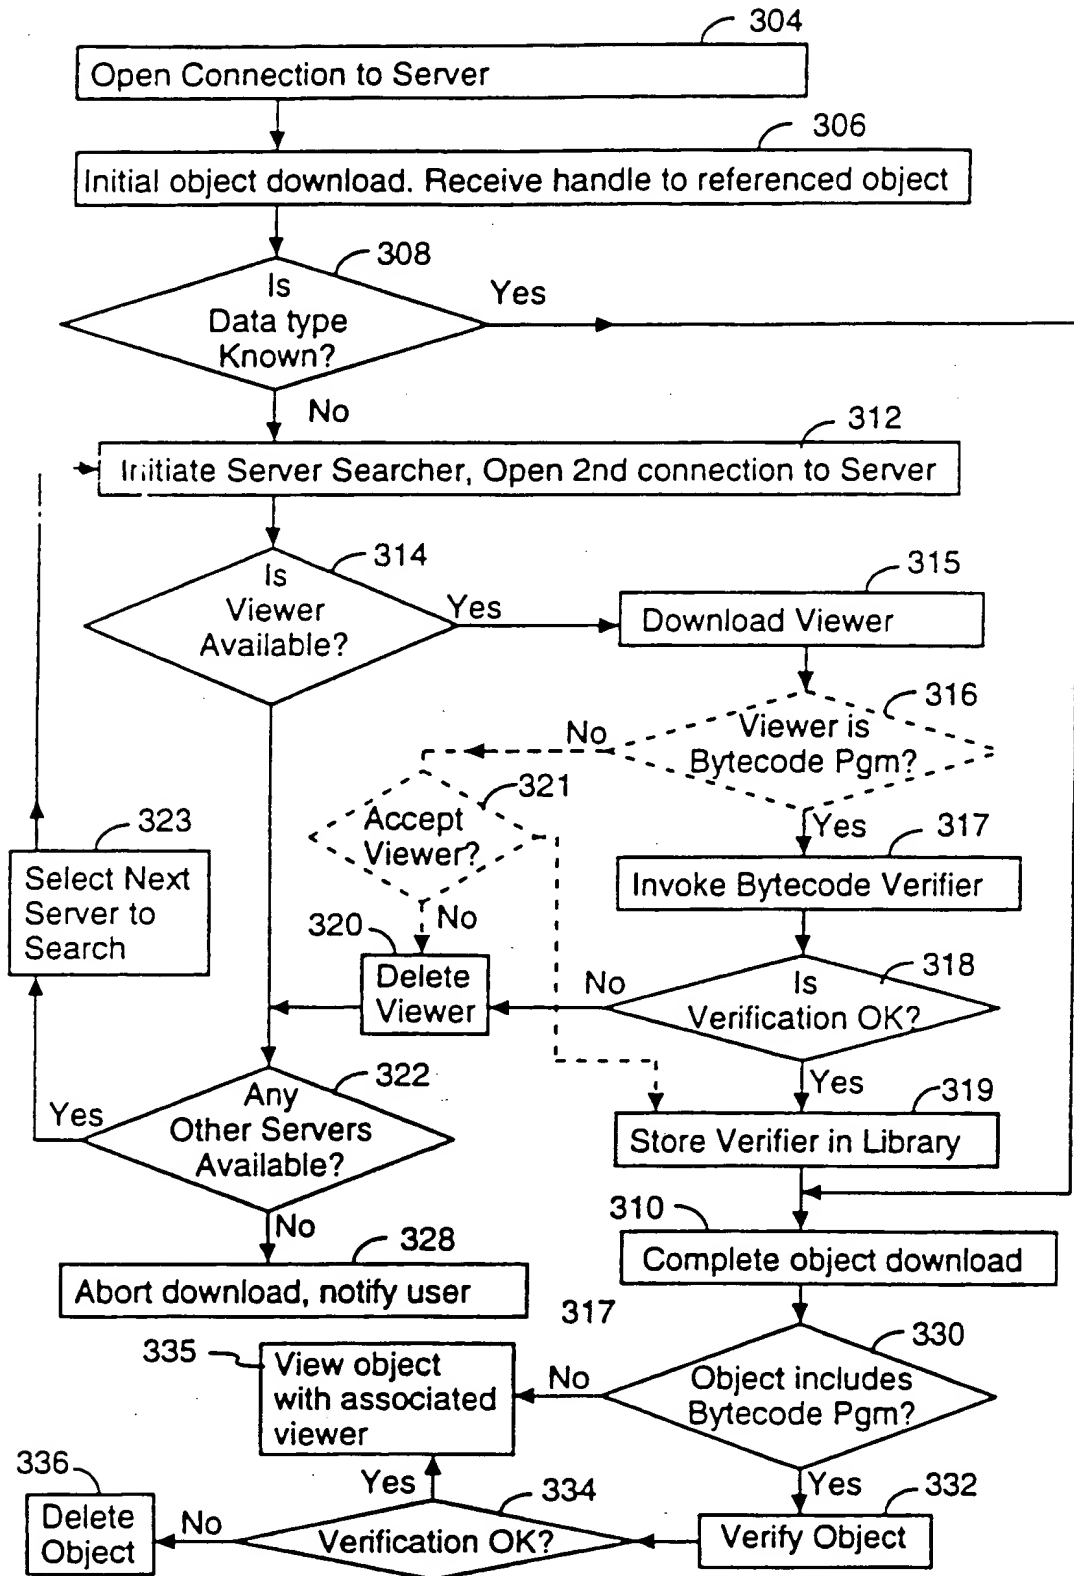 304
Open Connection to Server
306
Initial object download. Receive handle to referenced object
308
Is
Data type
Known?
Yes
No
312
Initiate Server Searcher, Open 2nd connection to Server
314
Is
Viewer
Available?
Yes
315
Download Viewer
316
Viewer is
Bytecode Pgm?
No
Yes
321
Accept
Viewer?
No
317
Invoke Bytecode Verifier
323
Select Next
Server to
Search
320
Delete
Viewer
No
318
Is
Verification OK?
Yes
322
Any
Other Servers
Available?
Yes
No
319
Store Verifier in Library
310
Complete object download
328
Abort download, notify user
317
330
Object includes
Bytecode Pgm?
No
Yes
335
View object
with associated
viewer
336
Delete
Object
No
Yes
334
Verification OK?
332
Verify Object